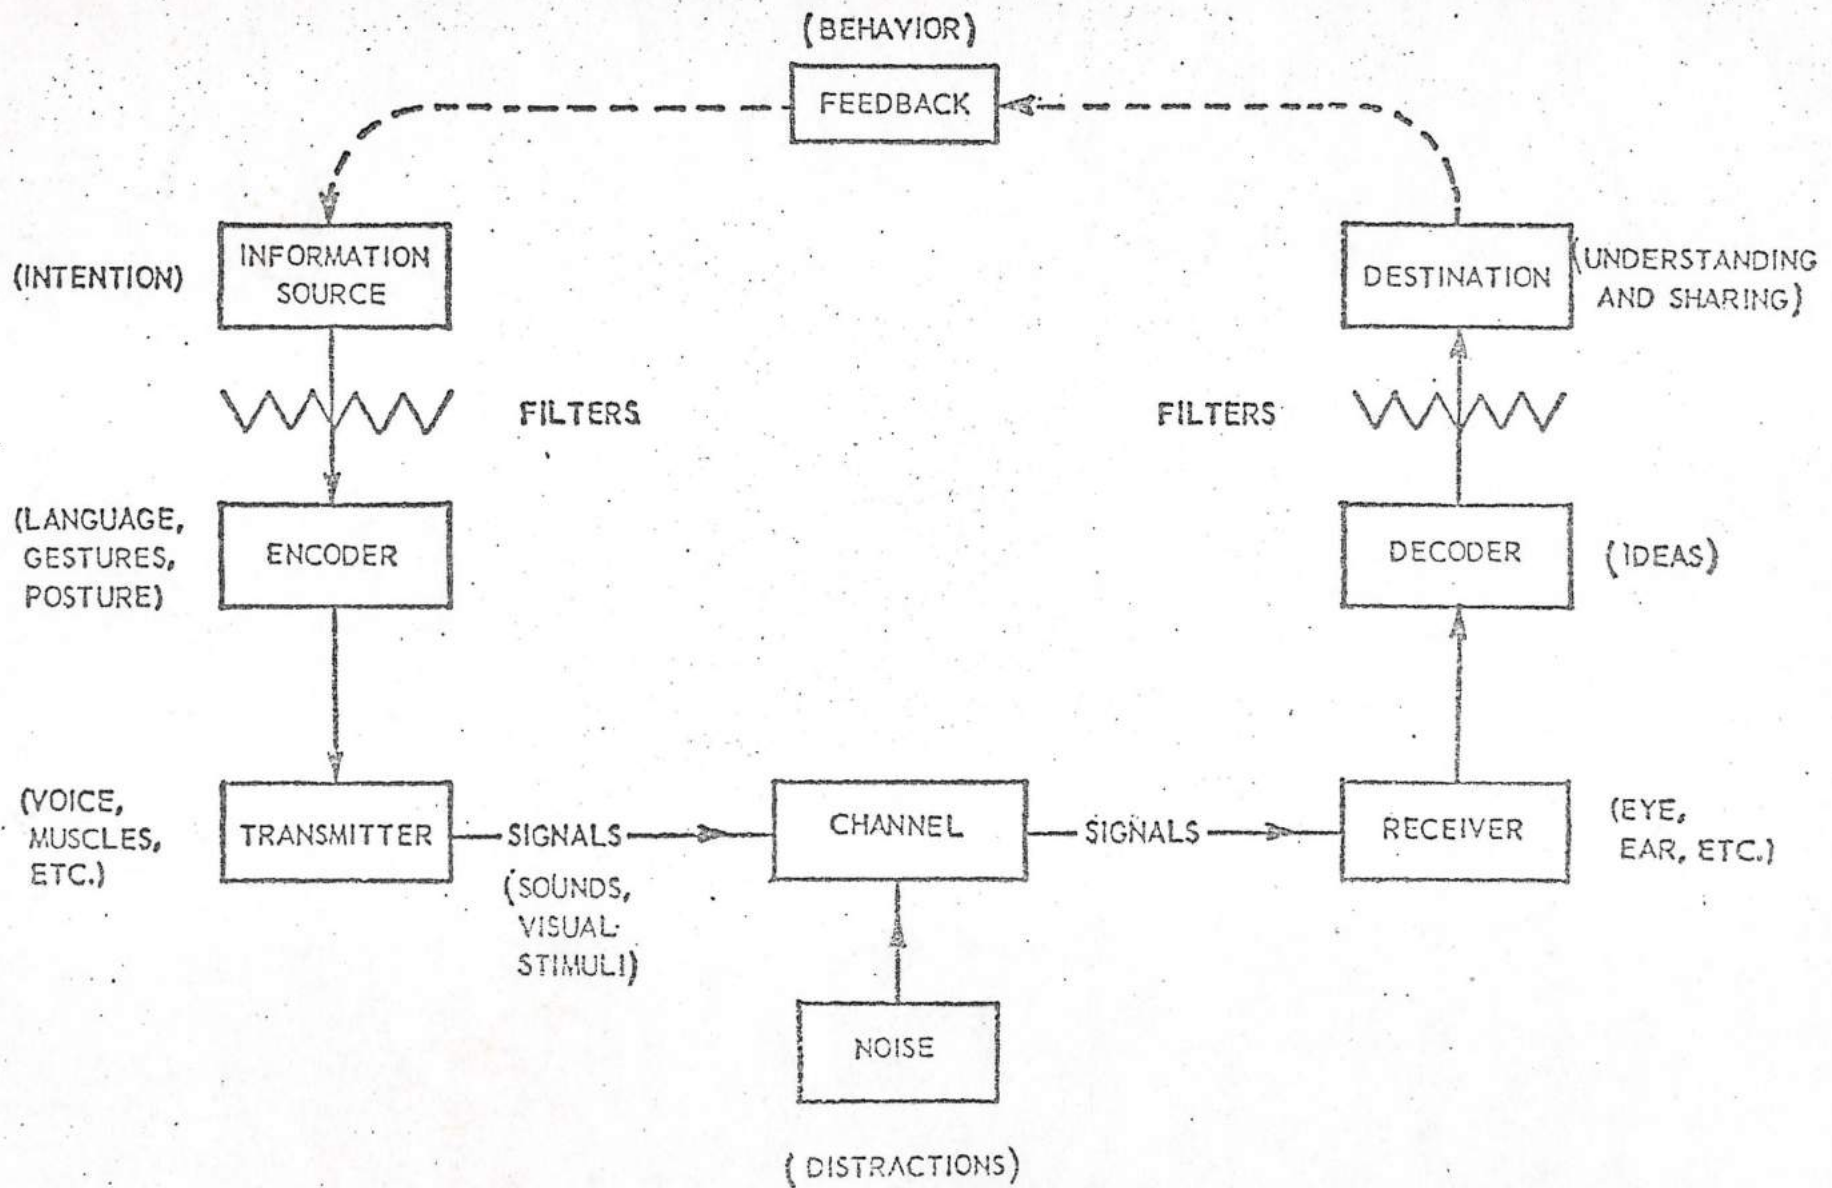 (BEHAVIOR)
FEEDBACK
(INTENTION)
INFORMATION
SOURCE
DESTINATION
(UNDERSTANDING
AND SHARING)
FILTERS
FILTERS
(LANGUAGE,
GESTURES,
POSTURE)
ENCODER
DECODER
(IDEAS)
(VOICE,
MUSCLES,
ETC.)
TRANSMITTER
SIGNALS
(SOUNDS,
VISUAL
STIMULI)
CHANNEL
SIGNALS
RECEIVER
(EYE,
EAR, ETC.)
NOISE
(DISTRACTIONS)